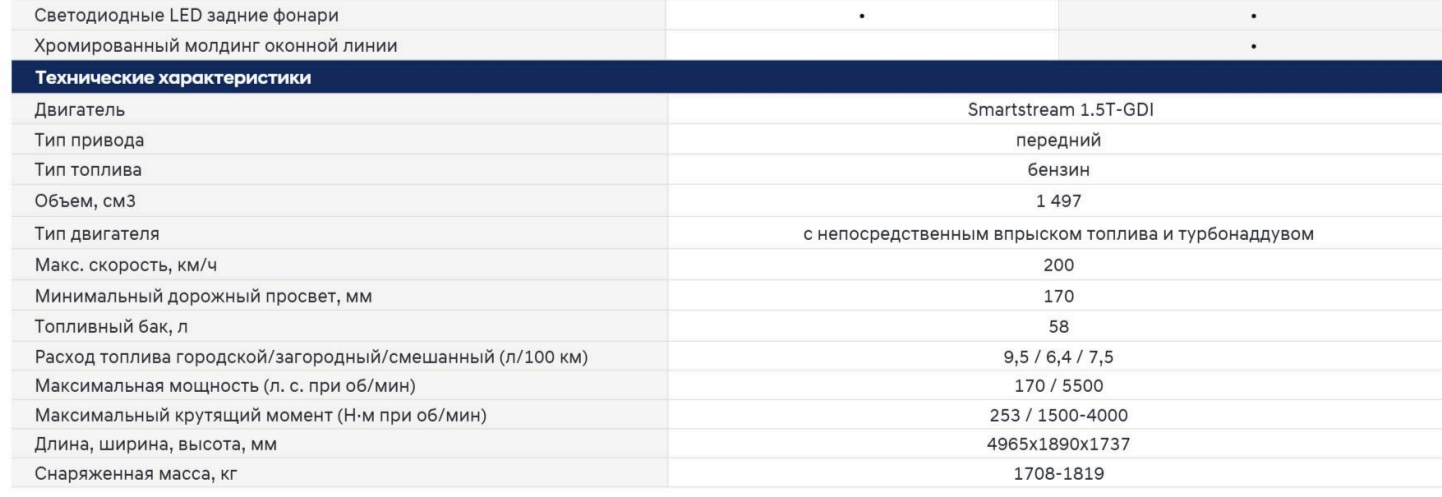 Светодиодные LED задние фонари • •
Хромированный молдинг оконной линии •
Технические характеристики
Двигатель Smartstream 1.5T-GDI
Тип привода передний
Тип топлива бензин
Объем, см3 1 497
Тип двигателя с непосредственным впрыском топлива и турбонаддувом
Макс. скорость, км/ч 200
Минимальный дорожный просвет, мм 170
Топливный бак, л 58
Расход топлива городской/загородный/смешанный (л/100 км) 9,5 / 6,4 / 7,5
Максимальная мощность (л. с. при об/мин) 170 / 5500
Максимальный крутящий момент (Н·м при об/мин) 253 / 1500-4000
Длина, ширина, высота, мм 4965x1890x1737
Снаряженная масса, кг 1708-1819